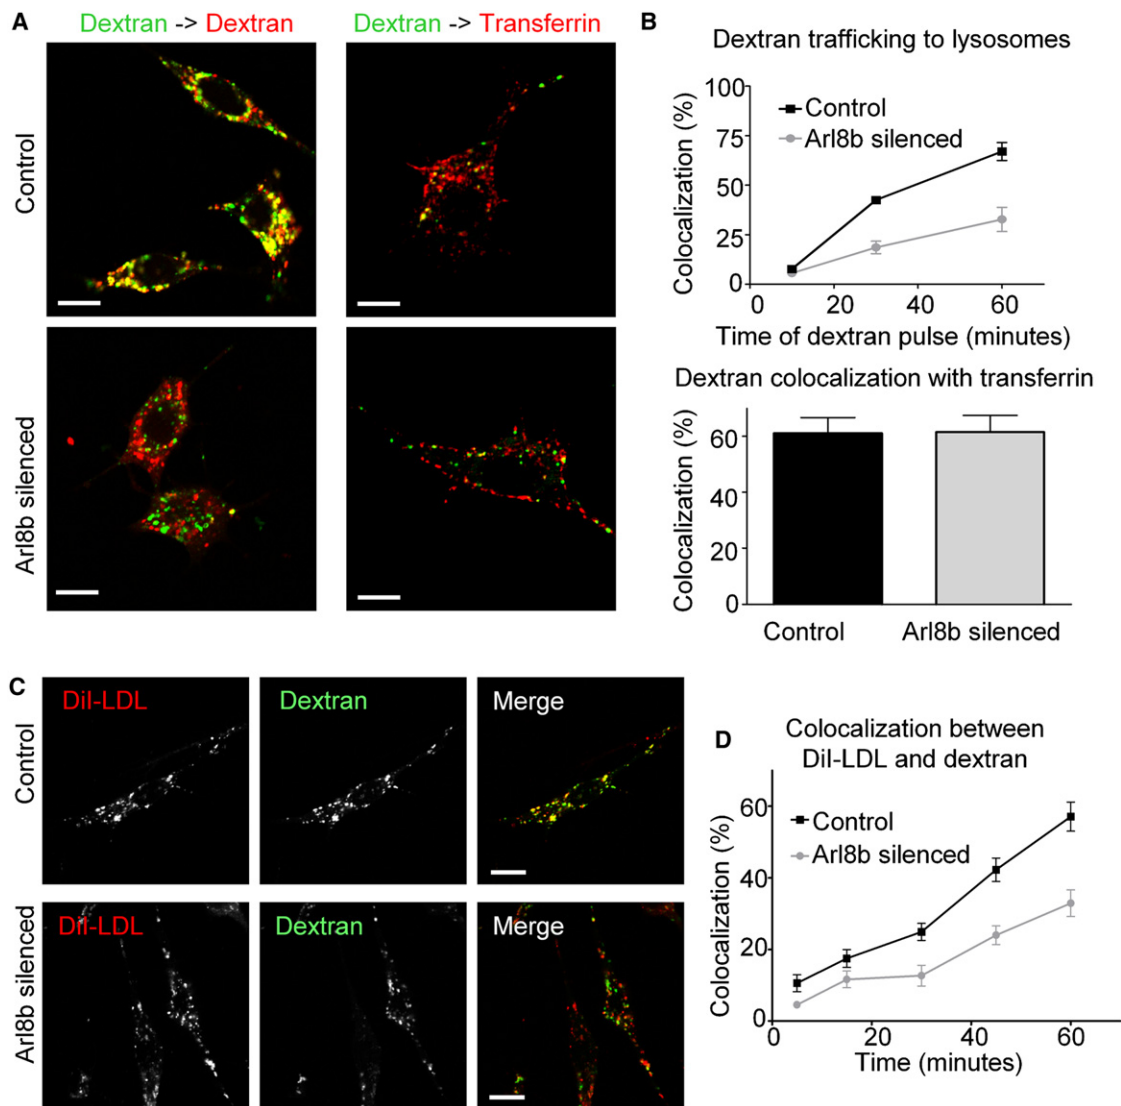 A
Dextran -> Dextran
Dextran -> Transferrin
Control
Arl8b silenced
B
Dextran trafficking to lysosomes
Colocalization (%)
100
75
50
25
0
Control
Arl8b silenced
0 20 40 60
Time of dextran pulse (minutes)
Dextran colocalization with transferrin
Colocalization (%)
60
40
20
0
Control Arl8b silenced
C
Control
DiI-LDL
Dextran
Merge
Arl8b silenced
DiI-LDL
Dextran
Merge
D
Colocalization between
DiI-LDL and dextran
Colocalization (%)
60
40
20
0
Control
Arl8b silenced
0 20 40 60
Time (minutes)